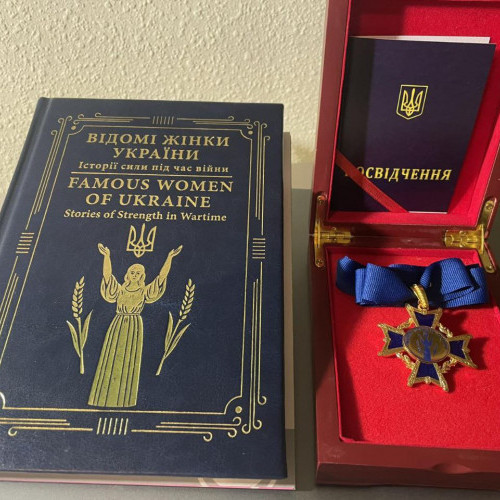 ВІДОМІ ЖІНКИ
УКРАЇНИ
Історії сили під час війни
FAMOUS WOMEN
OF UKRAINE
Stories of Strength in Wartime
ПОСВІДЧЕННЯ